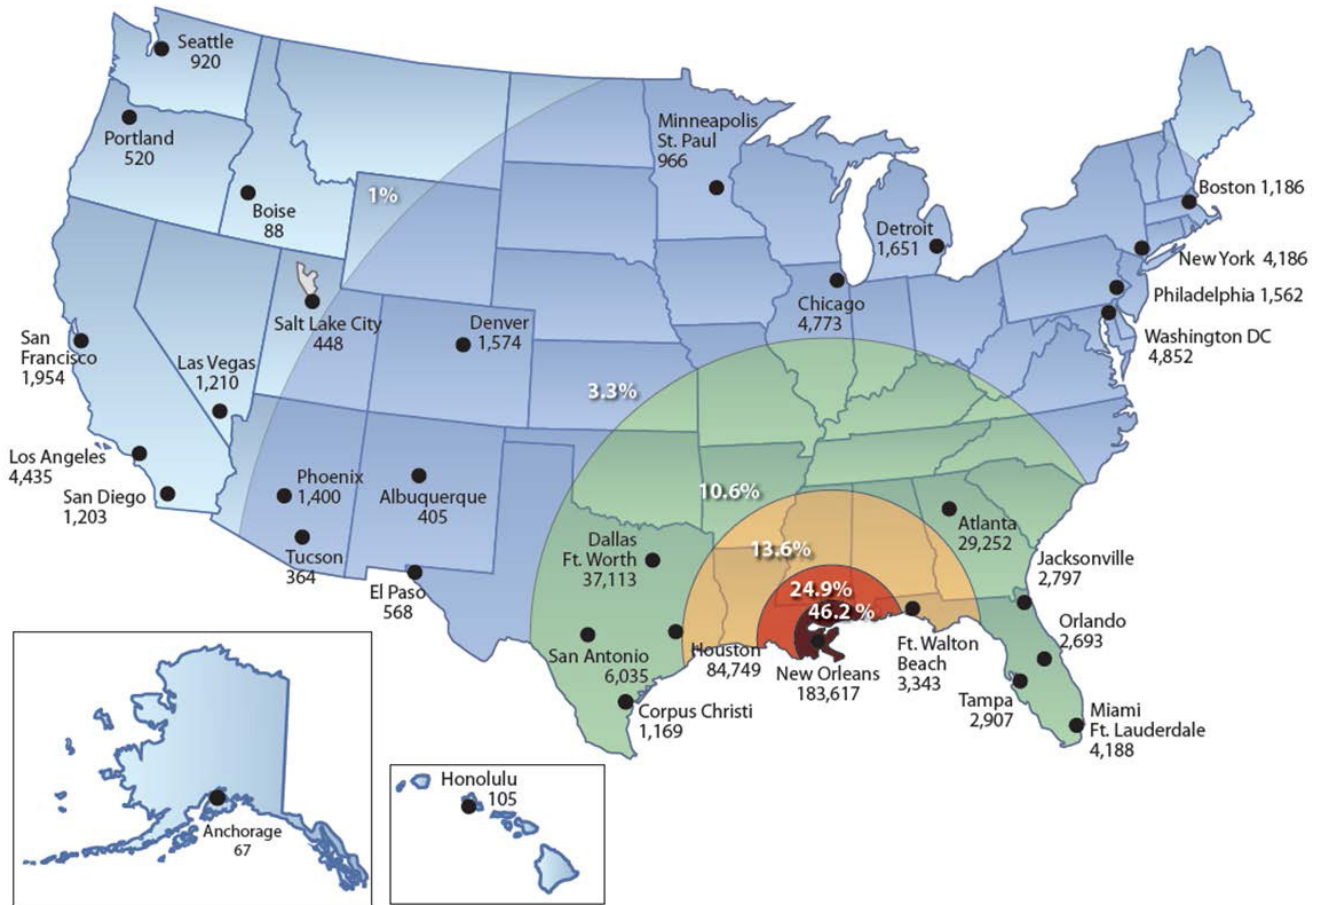 Seattle
920
Portland
520
Boise
88
1%
Minneapolis
St. Paul
966
Detroit
1,651
Boston 1,186
New York 4,186
Philadelphia 1,562
Washington DC
4,852
Chicago
4,773
Salt Lake City
448
Denver
1,574
San
Francisco
1,954
Las Vegas
1,210
3.3%
Los Angeles
4,435
San Diego
1,203
Phoenix
1,400
Albuquerque
405
Tucson
364
El Paso
568
10.6%
Dallas
Ft. Worth
37,113
13.6%
24.9%
46.2%
Atlanta
29,252
Jacksonville
2,797
Orlando
2,693
San Antonio
6,035
Houston
84,749
New Orleans
183,617
Ft. Walton
Beach
3,343
Tampa
2,907
Corpus Christi
1,169
Miami
Ft. Lauderdale
4,188
Anchorage
67
Honolulu
105